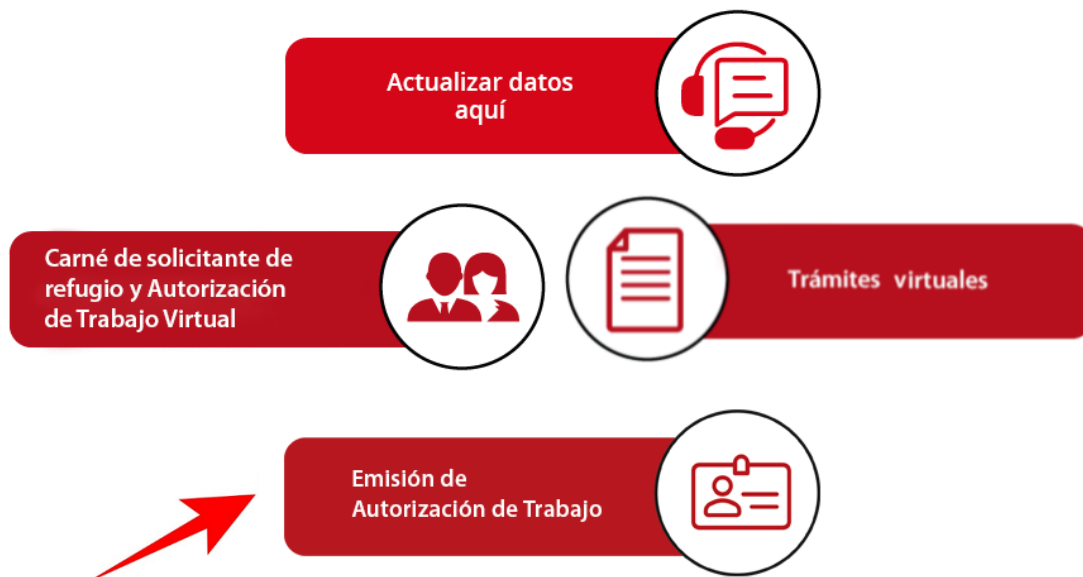 Actualizar datos
aquí
Carné de solicitante de
refugio y Autorización
de Trabajo Virtual
Trámites virtuales
Emisión de
Autorización de Trabajo